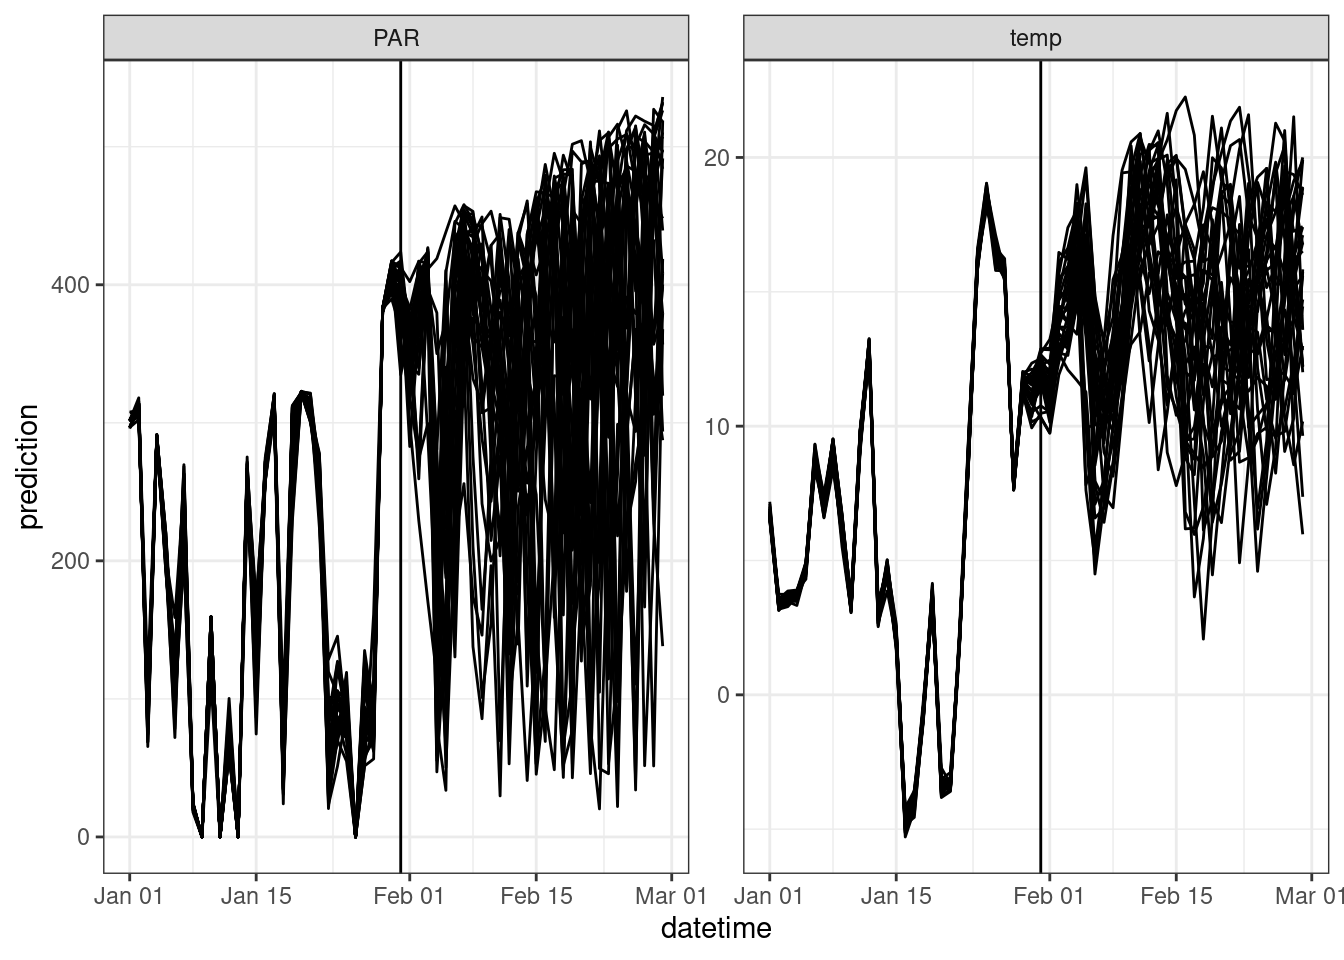 PAR
temp
prediction
400
200
0
20
10
0
Jan 01
Jan 15
Feb 01
Feb 15
Mar 01
Jan 01
Jan 15
Feb 01
Feb 15
Mar 01
datetime